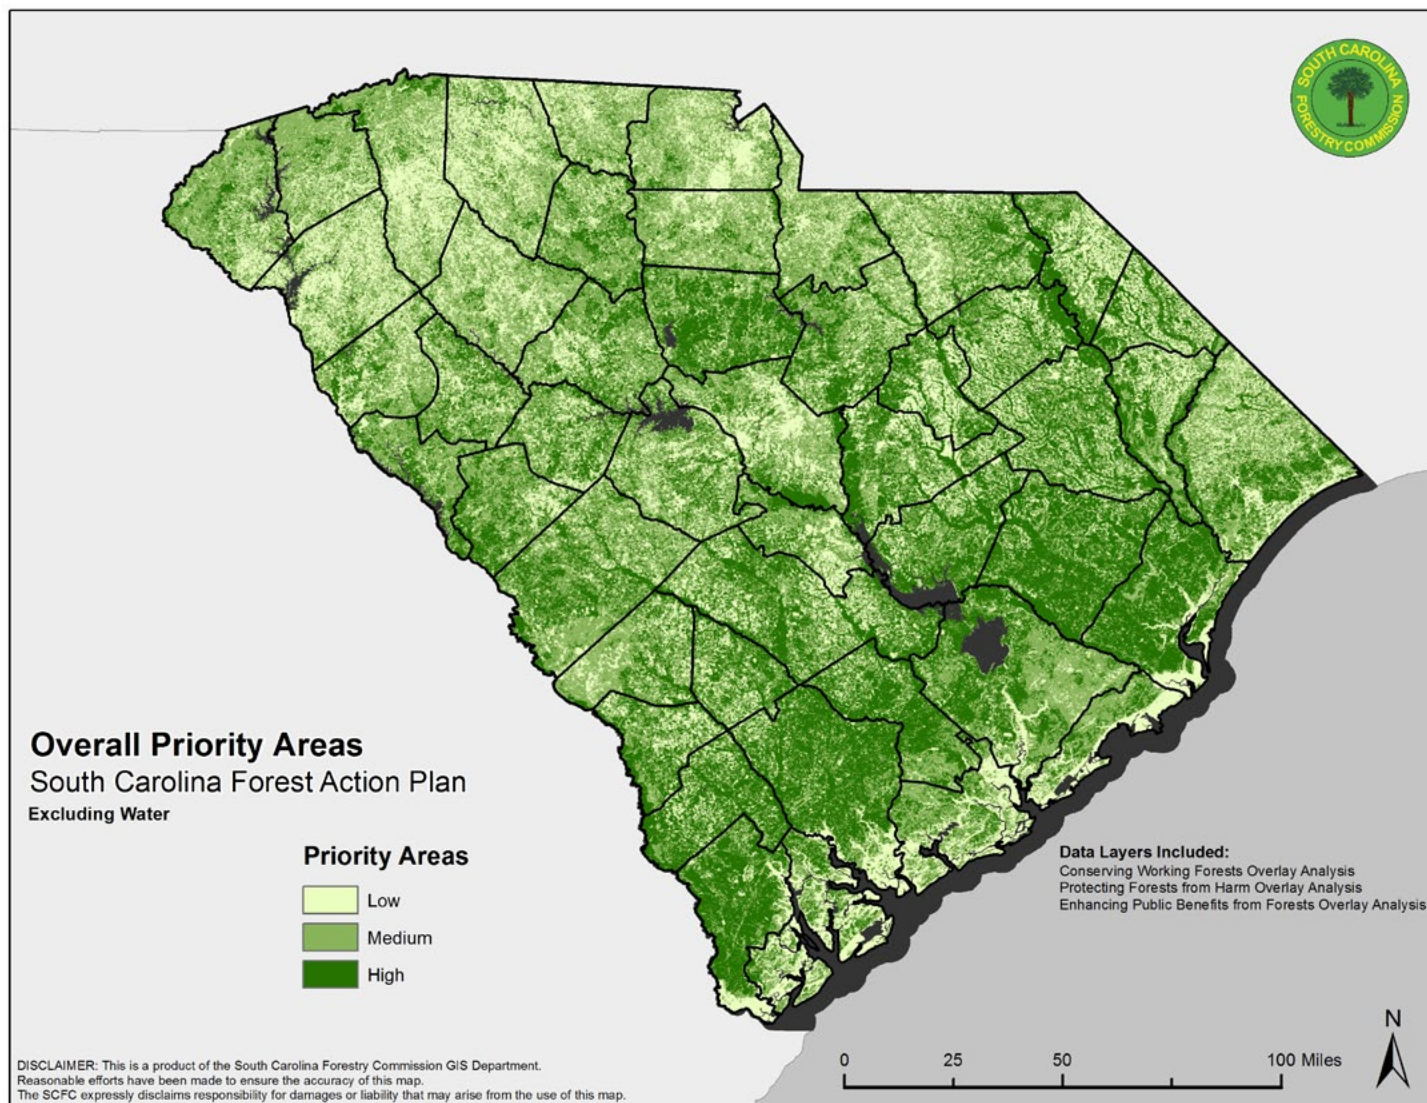 SOUTH CAROLINA
FORESTRY COMMISSION
Overall Priority Areas
South Carolina Forest Action Plan
Excluding Water
Priority Areas
Low
Medium
High
Data Layers Included:
Conserving Working Forests Overlay Analysis
Protecting Forests from Harm Overlay Analysis
Enhancing Public Benefits from Forests Overlay Analysis
N
0 25 50 100 Miles
DISCLAIMER: This is a product of the South Carolina Forestry Commission GIS Department.
Reasonable efforts have been made to ensure the accuracy of this map.
The SCFC expressly disclaims responsibility for damages or liability that may arise from the use of this map.